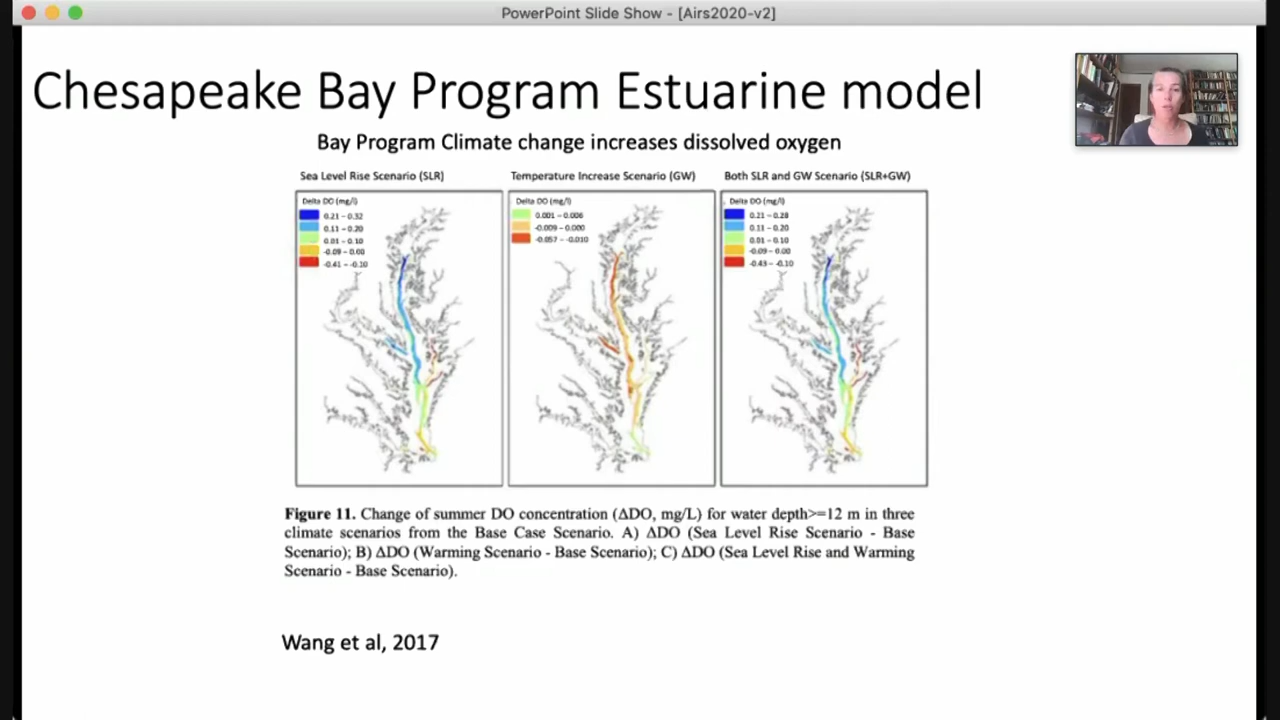 PowerPoint Slide Show - [Airs2020-v2]
Chesapeake Bay Program Estuarine model
Bay Program Climate change increases dissolved oxygen
Sea Level Rise Scenario (SLR)
Delta DO (mg/l)
0.21 – 0.32
0.11 – 0.20
0.01 – 0.10
-0.09 – 0.00
-0.41 – -0.10
Temperature Increase Scenario (GW)
Delta DO (mg/l)
0.001 – 0.006
-0.009 – 0.000
-0.057 – -0.010
Both SLR and GW Scenario (SLR+GW)
Delta DO (mg/l)
0.21 – 0.28
0.11 – 0.20
0.01 – 0.10
-0.09 – 0.00
-0.43 – -0.10
Figure 11. Change of summer DO concentration (ΔDO, mg/L) for water depth>=12 m in three
climate scenarios from the Base Case Scenario. A) ΔDO (Sea Level Rise Scenario - Base
Scenario); B) ΔDO (Warming Scenario - Base Scenario); C) ΔDO (Sea Level Rise and Warming
Scenario - Base Scenario).
Wang et al, 2017